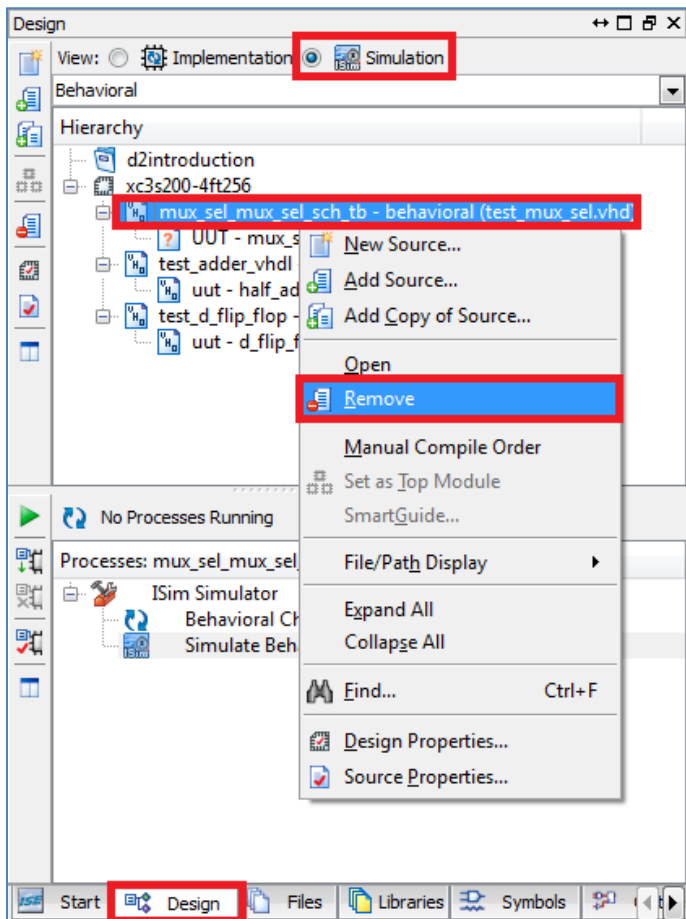 Design
View: Implementation Simulation
Behavioral
Hierarchy
d2introduction
xc3s200-4ft256
mux_sel_mux_sel_sch_tb - behavioral (test_mux_sel.vhd)
UUT - mux_s
test_adder_vhdl
uut - half_ad
test_d_flip_flop -
uut - d_flip_f
New Source...
Add Source...
Add Copy of Source...
Open
Remove
Manual Compile Order
Set as Top Module
SmartGuide...
File/Path Display
Expand All
Collapse All
Find... Ctrl+F
Design Properties...
Source Properties...
No Processes Running
Processes: mux_sel_mux_sel_
ISim Simulator
Behavioral Ch
Simulate Beh
ISE Start Design Files Libraries Symbols